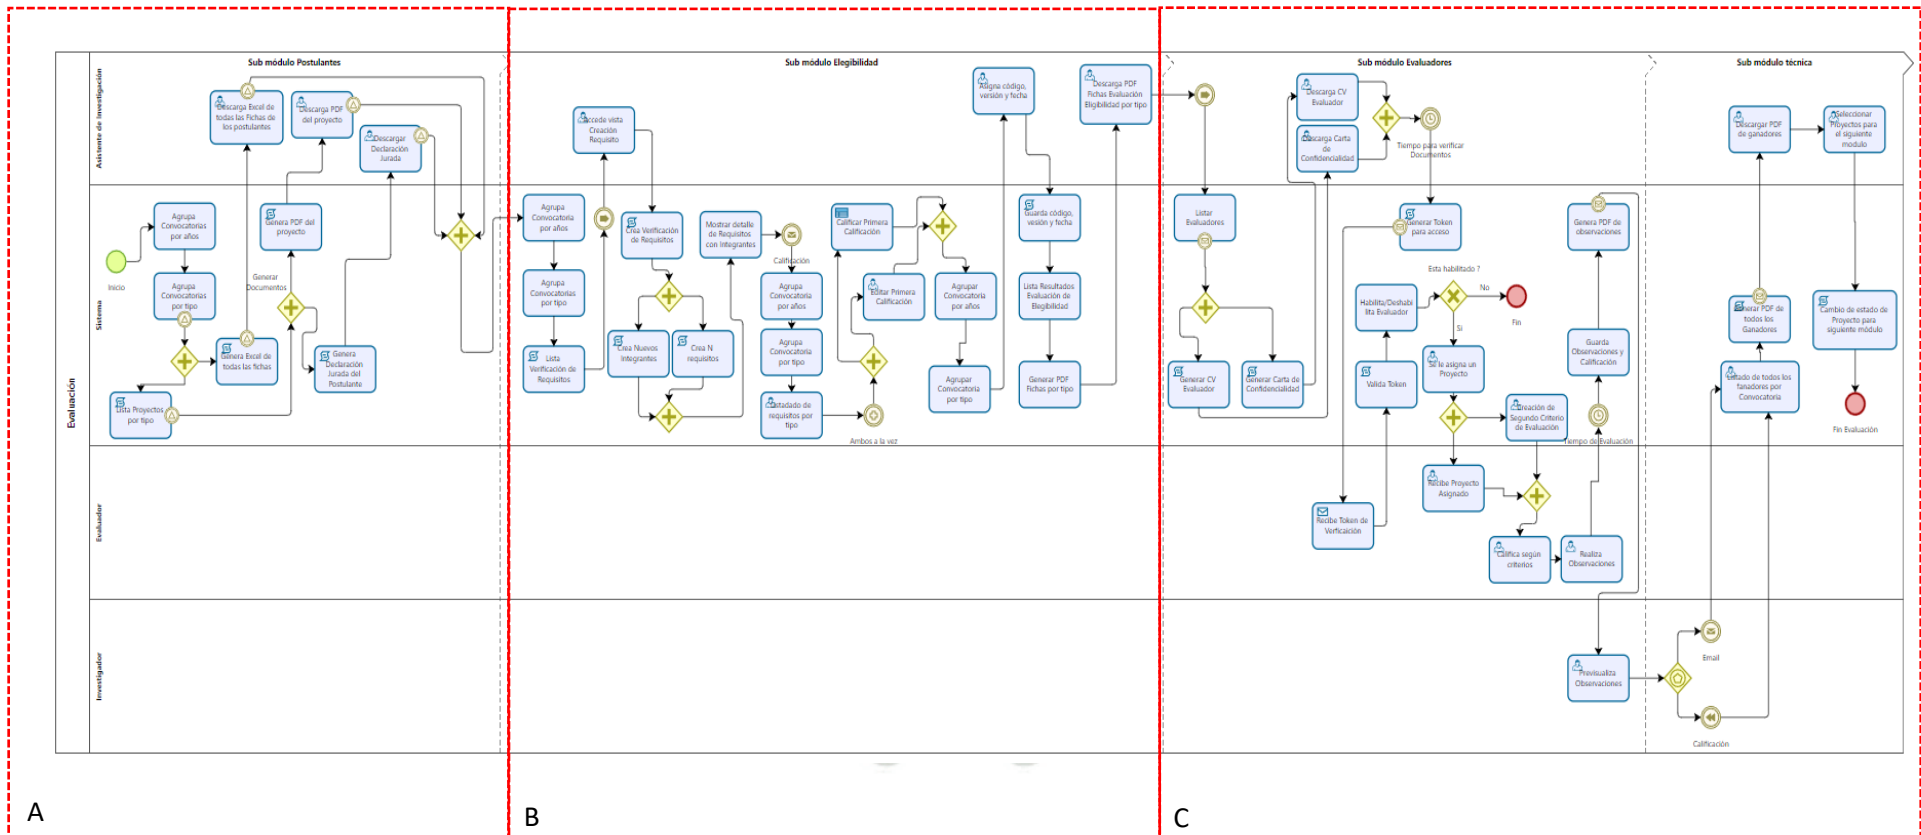 Evaluación
Asistente de Investigación
Sistema
Evaluador
Investigador
Sub módulo Postulantes
Descarga Excel de
todas las Fichas de
los postulantes
Descarga PDF
del proyecto
Descargar
Declaración
Jurada
Inicio
Agrupa
Convocatorias
por años
Agrupa
Convocatorias
por tipo
Lista Proyectos
por tipo
Genera Excel de
todas las fichas
Genera PDF del
proyecto
Generar
Documentos
Genera
Declaración
Jurada del
Postulante
Sub módulo Elegibilidad
Accede vista
Creación
Requisito
Agrupa
Convocatoria
por años
Agrupa
Convocatorias
por tipo
Lista
Verificación de
Requisitos
Crea Verificación
de Requisitos
Crea Nuevos
Integrantes
Crea N
requisitos
Mostrar detalle
de Requisitos
con Integrantes
Calificación
Agrupa
Convocatoria
por años
Agrupa
Convocatoria
por tipo
Listadado de
requisitos por
tipo
Ambos a la vez
Calificar Primera
Calificación
Editar Primera
Calificación
Agrupar
Convocatoria
por años
Agrupar
Convocatoria
por tipo
Asigna código,
versión y fecha
Guarda código,
vesión y fecha
Lista Resultados
Evaluación de
Elegibilidad
Generar PDF
Fichas por tipo
Descarga PDF
Fichas Evaluación
Eligibilidad por tipo
Sub módulo Evaluadores
Listar
Evaluadores
Generar CV
Evaluador
Generar Carta de
Confidencialidad
Descarga CV
Evaluador
Descarga Carta
de
Confidencialidad
Tiempo para verificar
Documentos
Generar Token
para acceso
Recibe Token de
Verficaición
Valida Token
Habilita/Deshabi
lita Evaluador
Esta habilitado ?
No
Fin
Si
Se le asigna un
Proyecto
Creación de
Segundo Criterio
de Evaluación
Recibe Proyecto
Asignado
Califica según
criterios
Realiza
Observaciones
Tiempo de Evaluación
Guarda
Observaciones y
Calificación
Genera PDF de
observaciones
Previsualiza
Observaciones
Sub módulo técnica
Email
Calificación
Listado de todos los
fanadores por
Convocatoria
Generar PDF de
todos los
Ganadores
Descargar PDF
de ganadores
Seleccionar
Proyectos para
el siguiente
modulo
Cambio de estado de
Proyecto para
siguiente módulo
Fin Evaluación
A
B
C